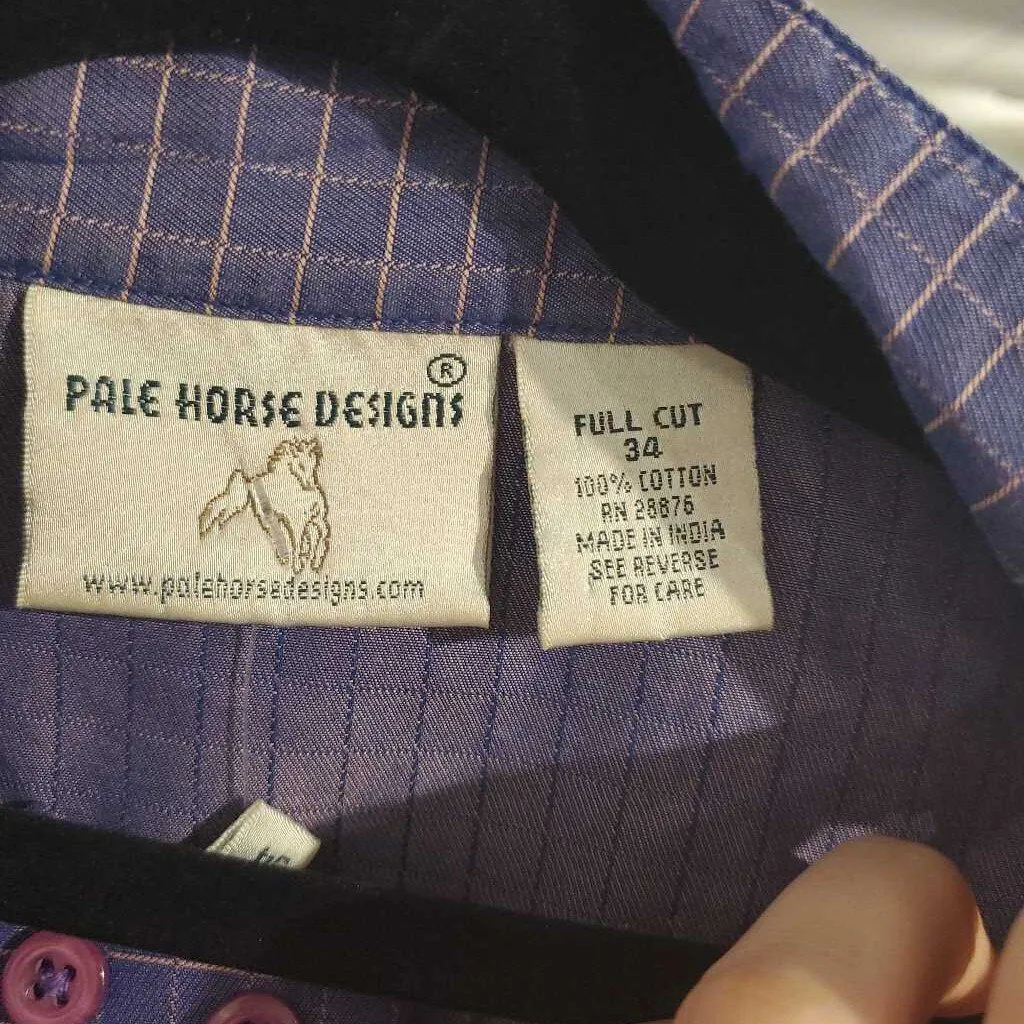 PALE HORSE DESIGNS ®
www.palehorsedesigns.com
FULL CUT
34
100% COTTON
RN 28876
MADE IN INDIA
SEE REVERSE
FOR CARE